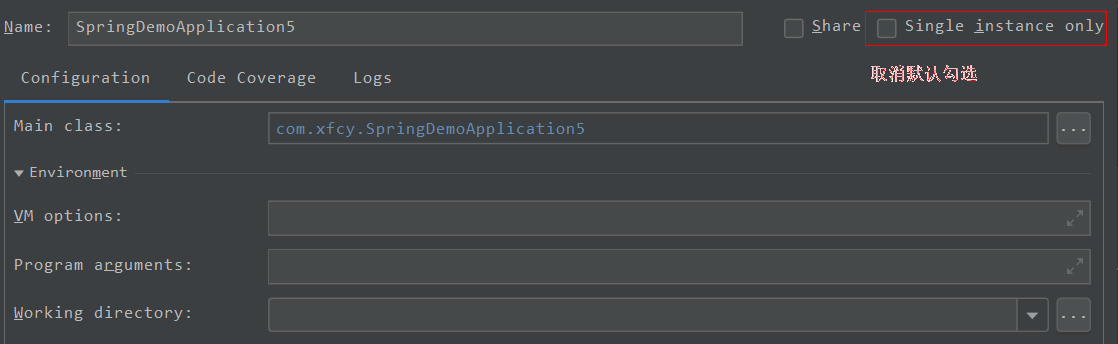 Name: SpringDemoApplication5 Share Single instance only
取消默认勾选
Configuration Code Coverage Logs
Main class: com.xfcy.SpringDemoApplication5 ...
Environment
VM options:
Program arguments:
Working directory: ...